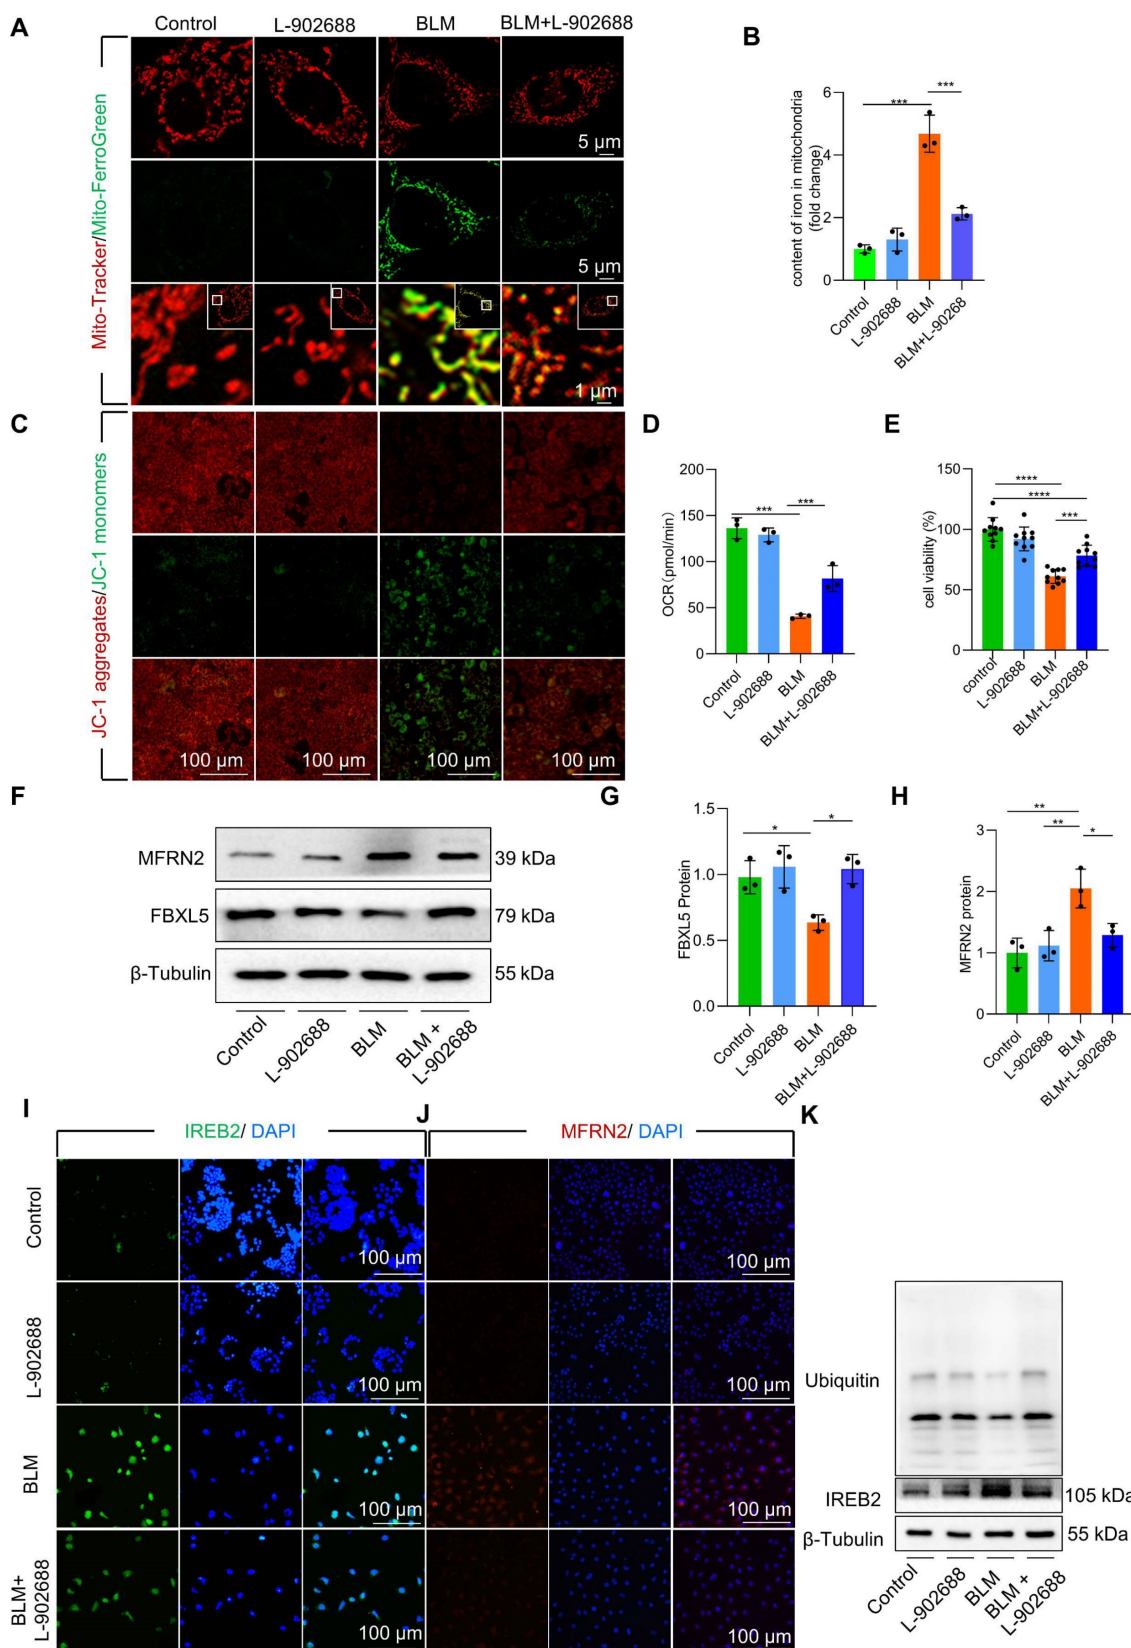 A
Control
L-902688
BLM
BLM+L-902688
Mito-Tracker/Mito-FerroGreen
5 µm
5 µm
1 µm
B
content of iron in mitochondria
(fold change)
6
4
2
0
***
***
Control
L-902688
BLM
BLM+L-90268
C
JC-1 aggregates/JC-1 monomers
100 µm
100 µm
100 µm
100 µm
D
OCR(pmol/min)
200
150
100
50
0
***
***
Control
L-902688
BLM
BLM+L-902688
E
cell viability (%)
150
100
50
0
****
****
***
control
L-902688
BLM
BLM+L-902688
F
MFRN2
39 kDa
FBXL5
79 kDa
β-Tubulin
55 kDa
Control
L-902688
BLM
BLM +
L-902688
G
FBXL5 Protein
1.5
1.0
0.5
0.0
*
*
Control
L-902688
BLM
BLM+L-902688
H
MFRN2 protein
3
2
1
0
**
**
*
Control
L-902688
BLM
BLM+L-902688
I
IREB2/ DAPI
J
MFRN2/ DAPI
Control
100 µm
100 µm
L-902688
100 µm
100 µm
BLM
100 µm
100 µm
BLM+
L-902688
100 µm
100 µm
K
Ubiquitin
IREB2
105 kDa
β-Tubulin
55 kDa
Control
L-902688
BLM
BLM +
L-902688